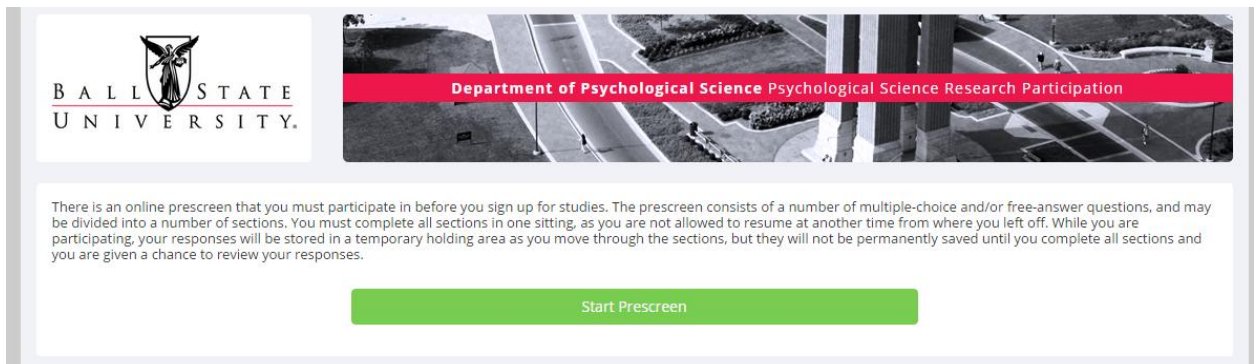 BALL STATE
UNIVERSITY.
Department of Psychological Science Psychological Science Research Participation
There is an online prescreen that you must participate in before you sign up for studies. The prescreen consists of a number of multiple-choice and/or free-answer questions, and may
be divided into a number of sections. You must complete all sections in one sitting, as you are not allowed to resume at another time from where you left off. While you are
participating, your responses will be stored in a temporary holding area as you move through the sections, but they will not be permanently saved until you complete all sections and
you are given a chance to review your responses.
Start Prescreen